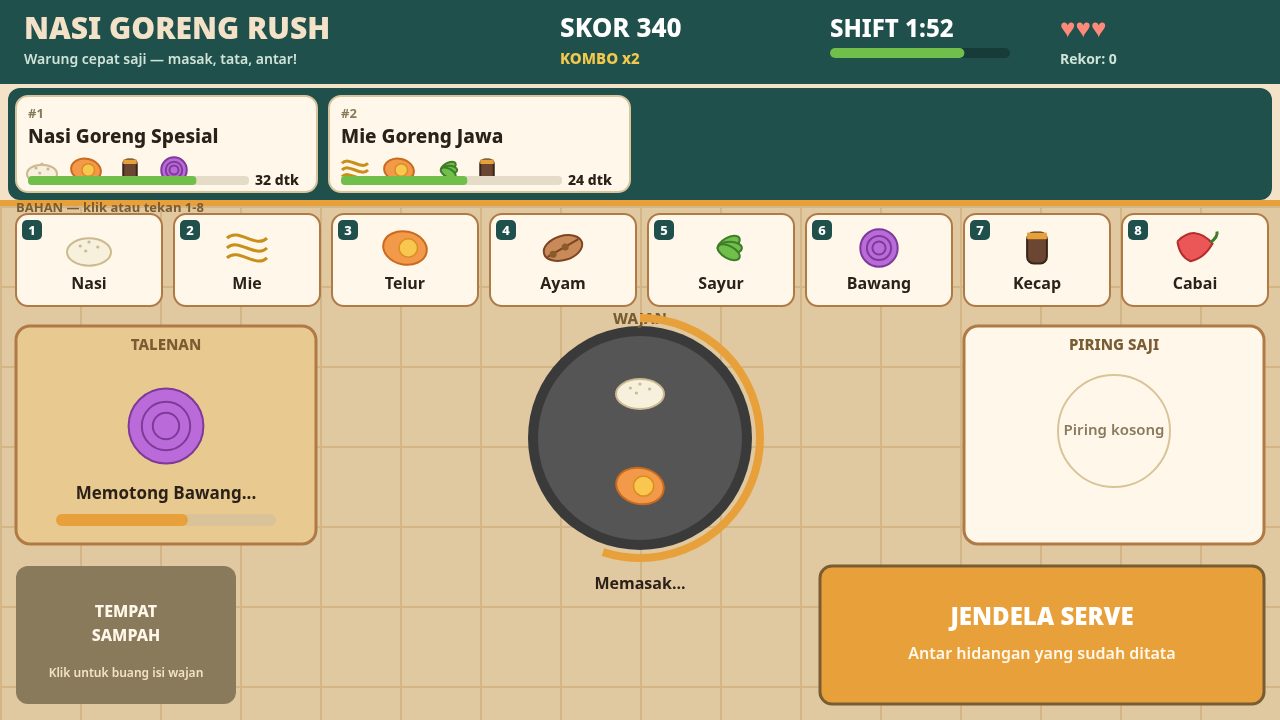 NASI GORENG RUSH
Warung cepat saji — masak, tata, antar!
SKOR 340
KOMBO x2
SHIFT 1:52
♥♥♥
Rekor: 0
#1
Nasi Goreng Spesial
32 dtk
#2
Mie Goreng Jawa
24 dtk
BAHAN — klik atau tekan 1-8
1
Nasi
2
Mie
3
Telur
4
Ayam
5
Sayur
6
Bawang
7
Kecap
8
Cabai
TALENAN
Memotong Bawang...
WAJAN
Memasak...
PIRING SAJI
Piring kosong
TEMPAT
SAMPAH
Klik untuk buang isi wajan
JENDELA SERVE
Antar hidangan yang sudah ditata